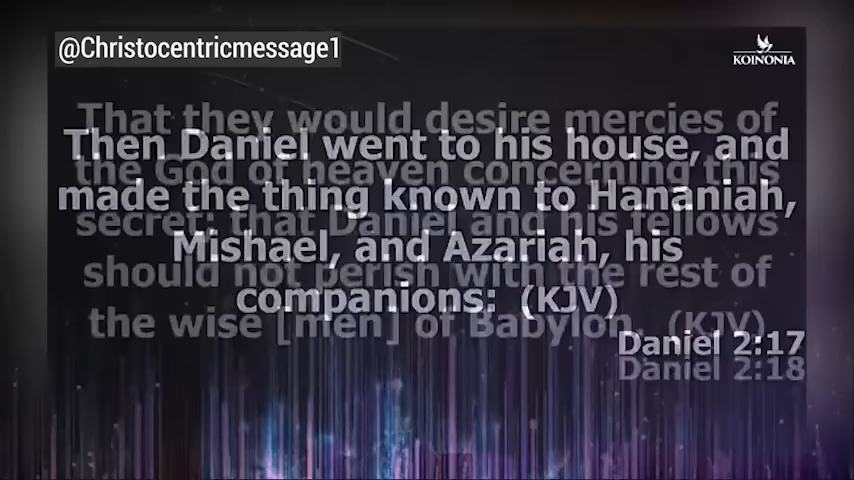 @Christocentricmessage1
KOINONIA
Then Daniel went to his house, and
made the thing known to Hananiah,
Mishael, and Azariah, his
companions: (KJV)
Daniel 2:17
That they would desire mercies of
the God of heaven concerning this
secret; that Daniel and his fellows
should not perish with the rest of
the wise [men] of Babylon. (KJV)
Daniel 2:18